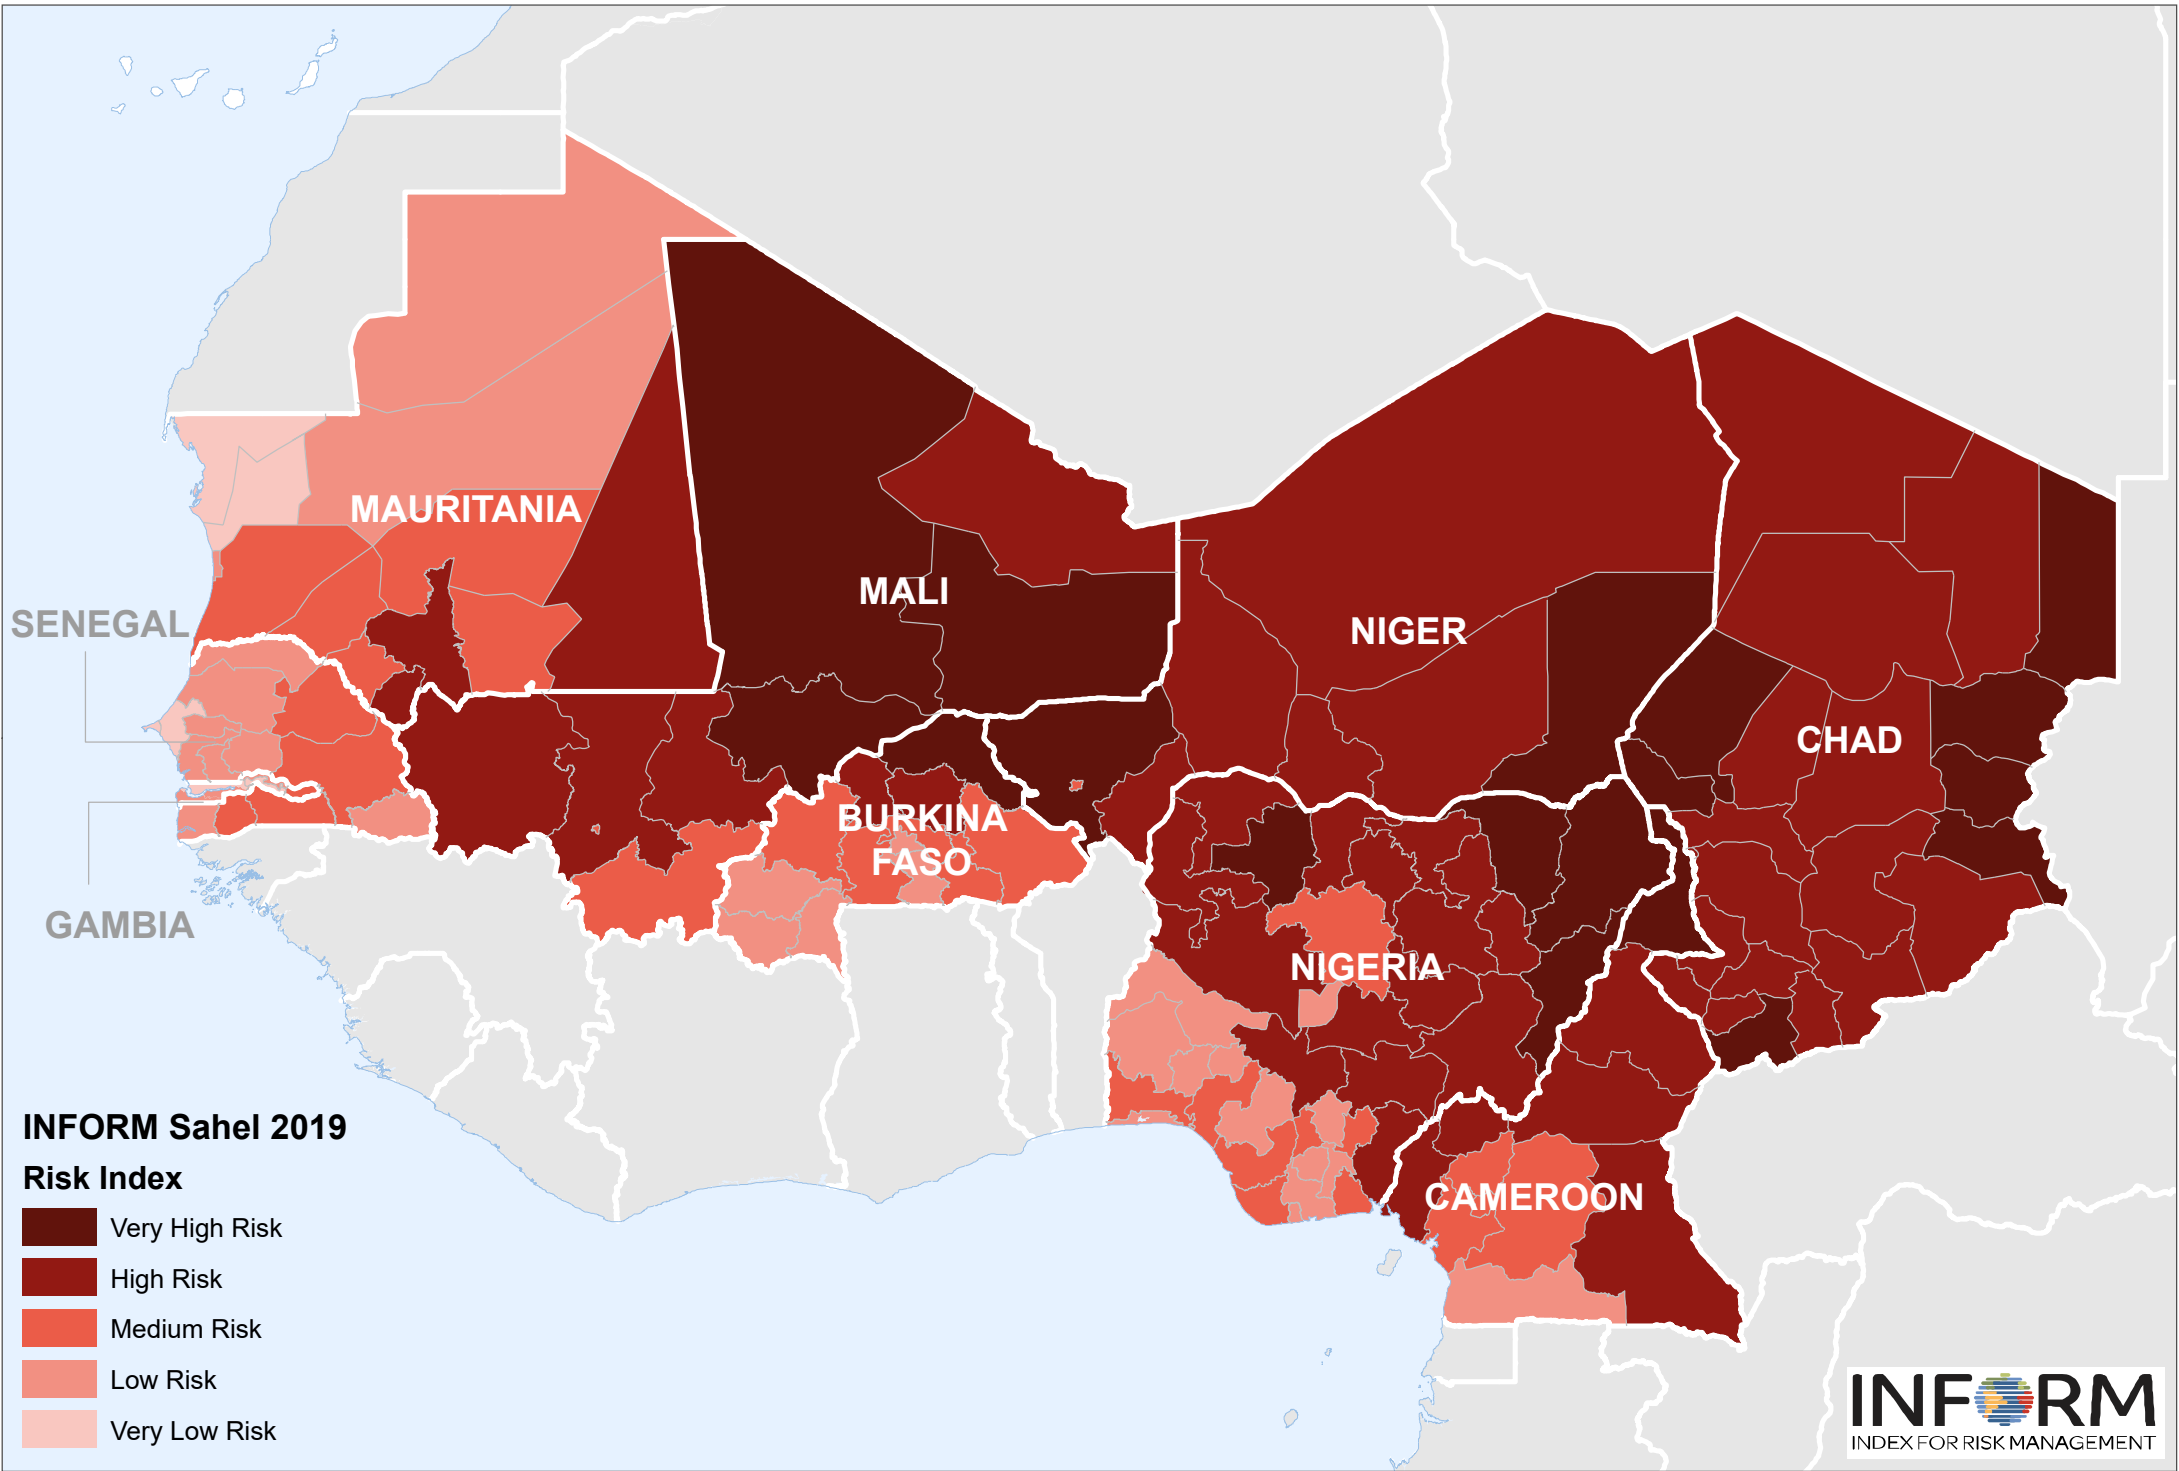 MAURITANIA
MALI
SENEGAL
NIGER
CHAD
BURKINA
FASO
GAMBIA
NIGERIA
CAMEROON
INFORM Sahel 2019
Risk Index
Very High Risk
High Risk
Medium Risk
Low Risk
Very Low Risk
INFORM
INDEX FOR RISK MANAGEMENT